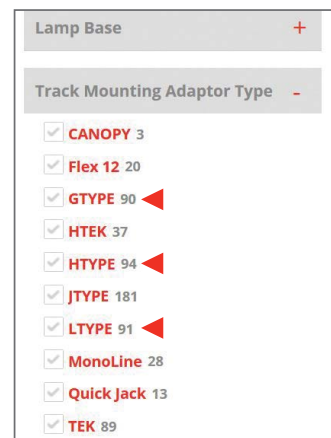 Lamp Base +
Track Mounting Adaptor Type -
CANOPY 3
Flex 12 20
GTYPE 90
HTEK 37
HTYPE 94
JTYPE 181
LTYPE 91
MonoLine 28
Quick Jack 13
TEK 89